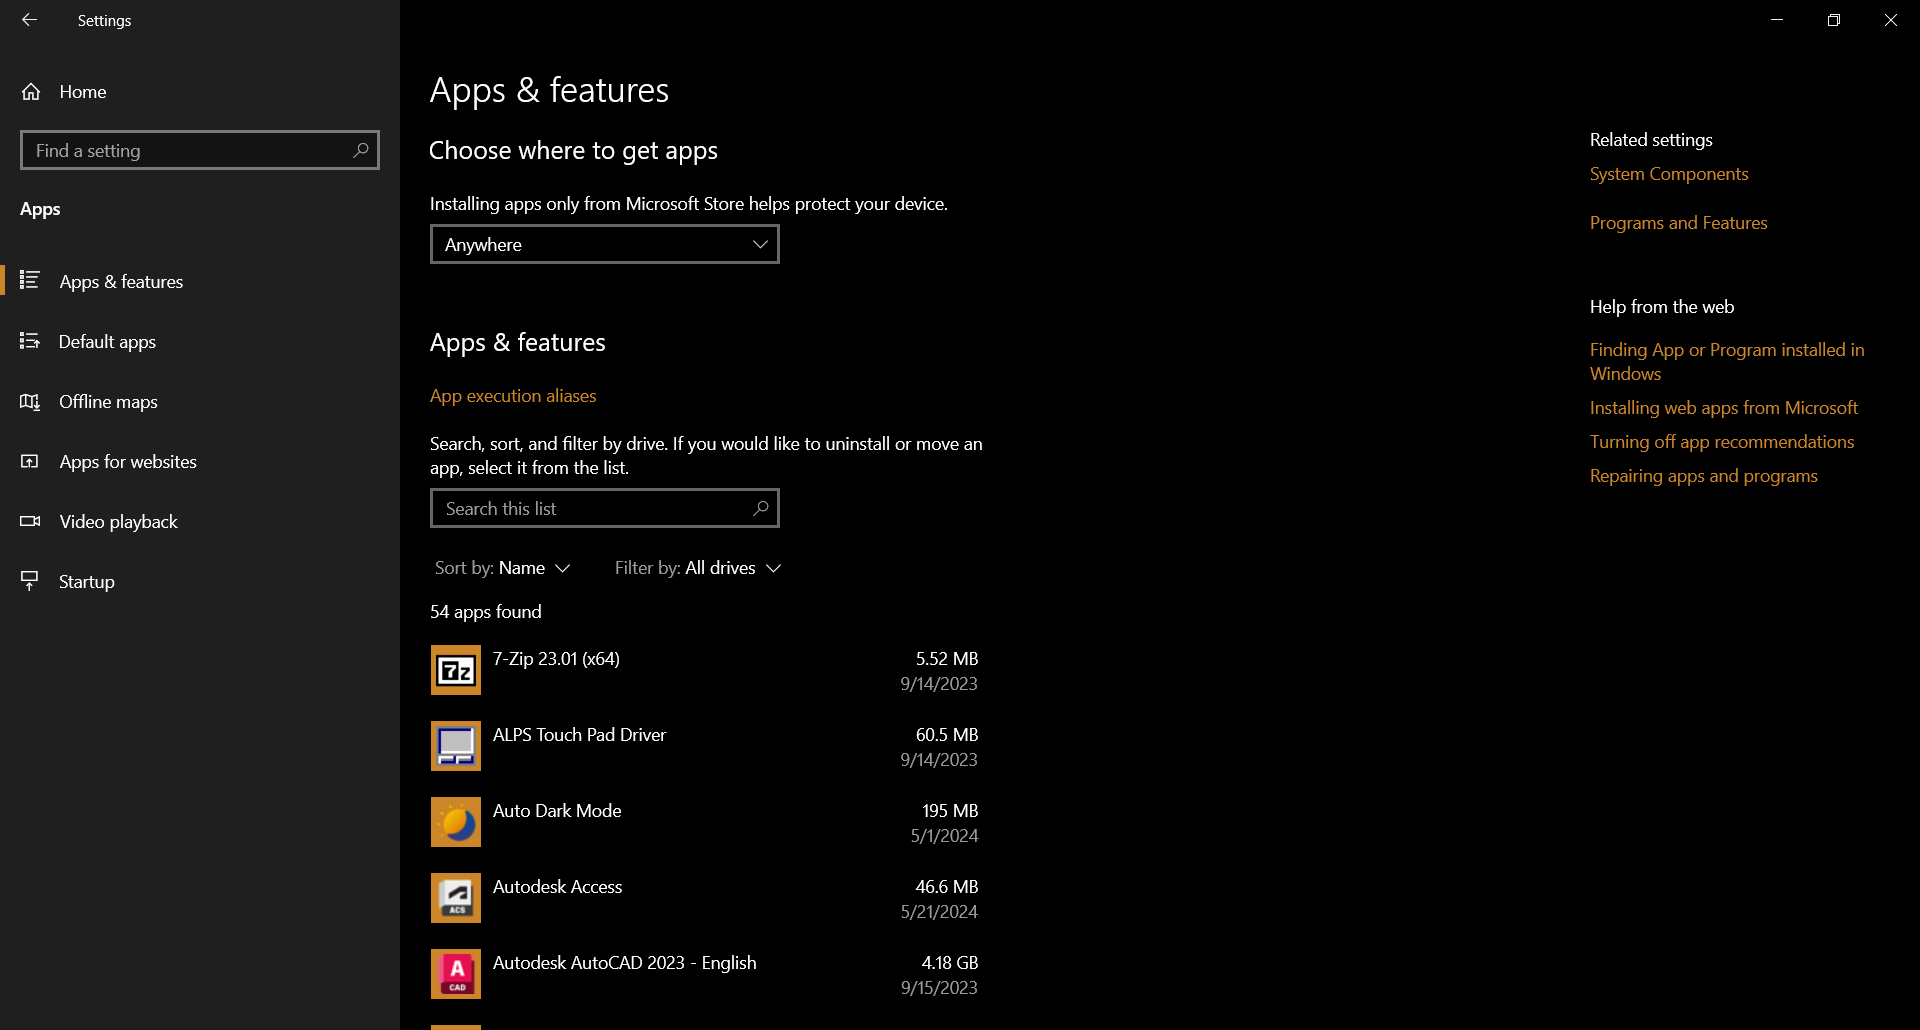 Settings
Home
Find a setting
Apps
Apps & features
Default apps
Offline maps
Apps for websites
Video playback
Startup
Apps & features
Choose where to get apps
Installing apps only from Microsoft Store helps protect your device.
Anywhere
Apps & features
App execution aliases
Search, sort, and filter by drive. If you would like to uninstall or move an
app, select it from the list.
Search this list
Sort by: Name Filter by: All drives
54 apps found
7z
7-Zip 23.01 (x64) 5.52 MB
9/14/2023
ALPS Touch Pad Driver 60.5 MB
9/14/2023
Auto Dark Mode 195 MB
5/1/2024
Autodesk Access 46.6 MB
ACS
5/21/2024
Autodesk AutoCAD 2023 - English 4.18 GB
A
CAD
9/15/2023
Related settings
System Components
Programs and Features
Help from the web
Finding App or Program installed in
Windows
Installing web apps from Microsoft
Turning off app recommendations
Repairing apps and programs